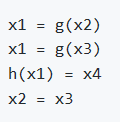 x1 = g(x2)
x1 = g(x3)
h(x1) = x4
x2 = x3